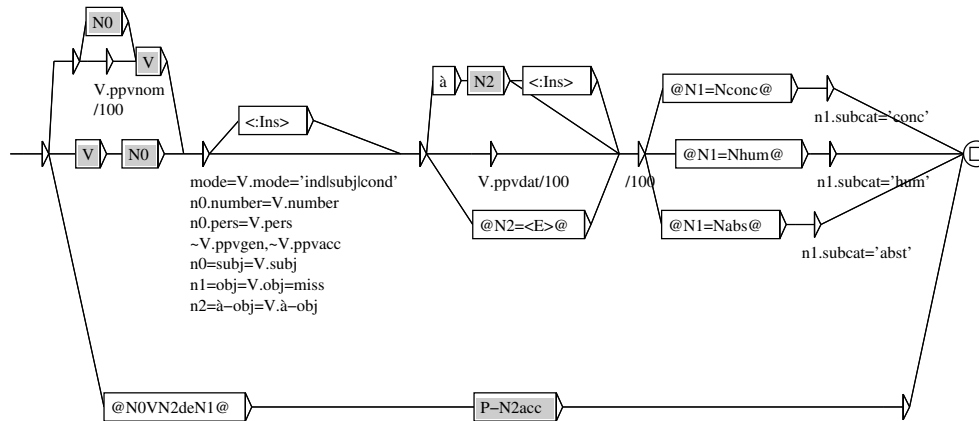 N0
V
V.ppvnom
/100
V
N0
<:Ins>
mode=V.mode='ind|subj|cond'
n0.number=V.number
n0.pers=V.pers
~V.ppvgen,~V.ppvacc
n0=subj=V.subj
n1=obj=V.obj=miss
n2=à−obj=V.à−obj
à
N2
<:Ins>
V.ppvdat/100
@N2=<E>@
/100
@N1=Nconc@
n1.subcat='conc'
@N1=Nhum@
n1.subcat='hum'
@N1=Nabs@
n1.subcat='abst'
@N0VN2deN1@
P−N2acc